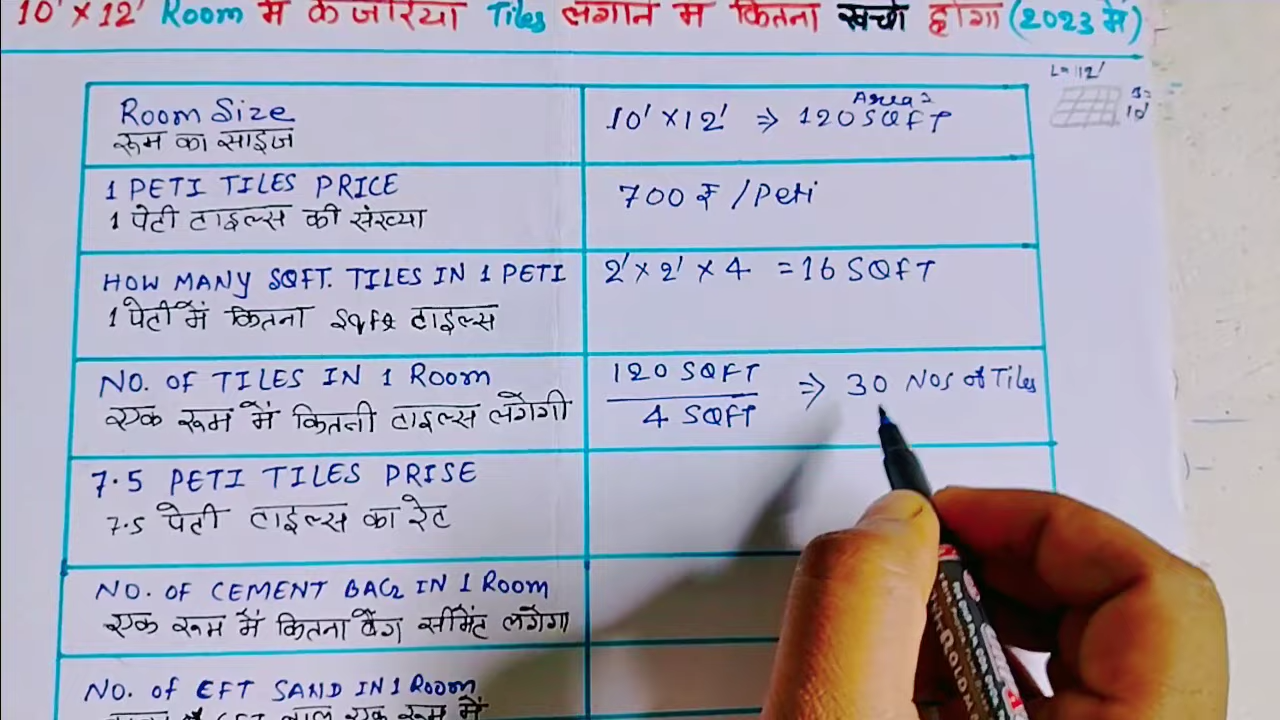 10' × 12' Room में के जरिया Tiles लगाने में कितना खर्चा होगा (2023 में)
L = 12'
10'
Room Size
रूम का साइज
Area =
10' × 12' ⇒ 120 SQFT
1 PETI TILES PRICE
1 पेटी टाइल्स की संख्या
700 ₹ / Peti
HOW MANY SQFT. TILES IN 1 PETI
1 पेटी में कितना sqft टाइल्स
2' × 2' × 4 = 16 SQFT
NO. OF TILES IN 1 Room
एक रूम में कितनी टाइल्स लगेगी
120 SQFT
4 SQFT
⇒ 30 Nos of Tiles
7.5 PETI TILES PRISE
7.5 पेटी टाइल्स का रेट
NO. OF CEMENT BAG IN 1 Room
एक रूम में कितना बैग सीमेंट लगेगा
NO. of CFT SAND IN 1 Room
एक रूम में